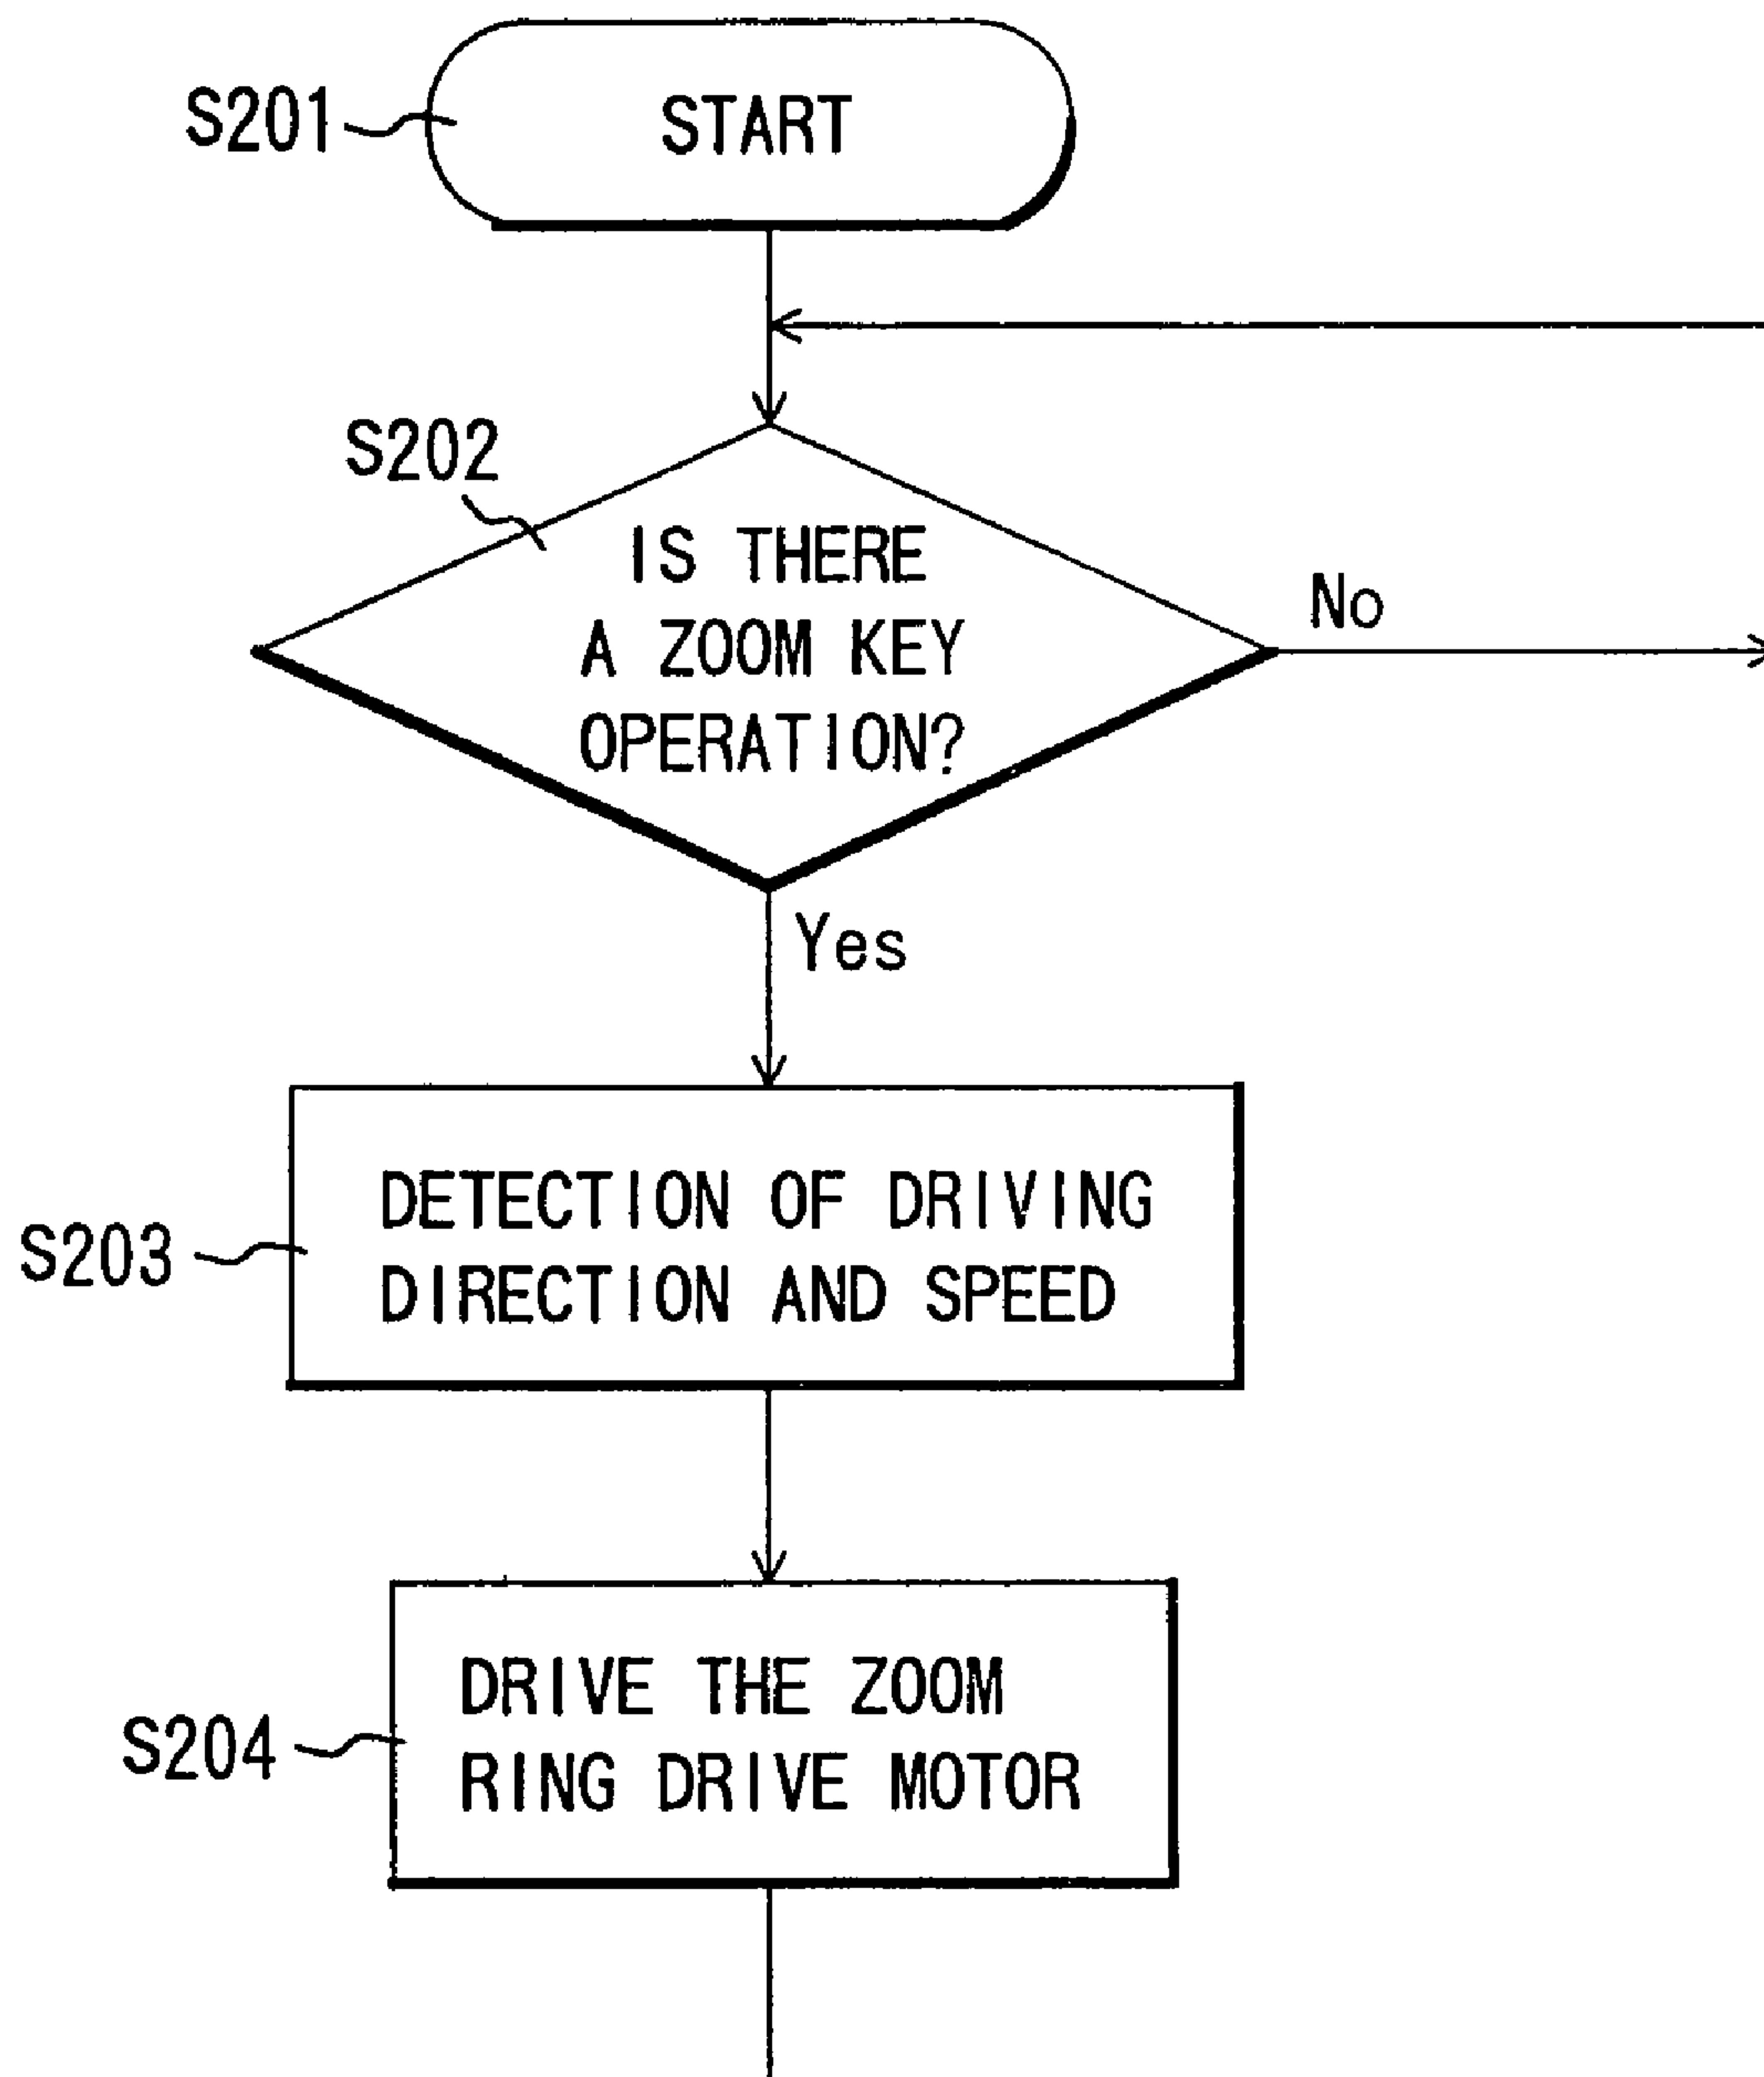 S201
START
S202
IS THERE
A ZOOM KEY
OPERATION?
No
Yes
S203
DETECTION OF DRIVING
DIRECTION AND SPEED
S204
DRIVE THE ZOOM
RING DRIVE MOTOR